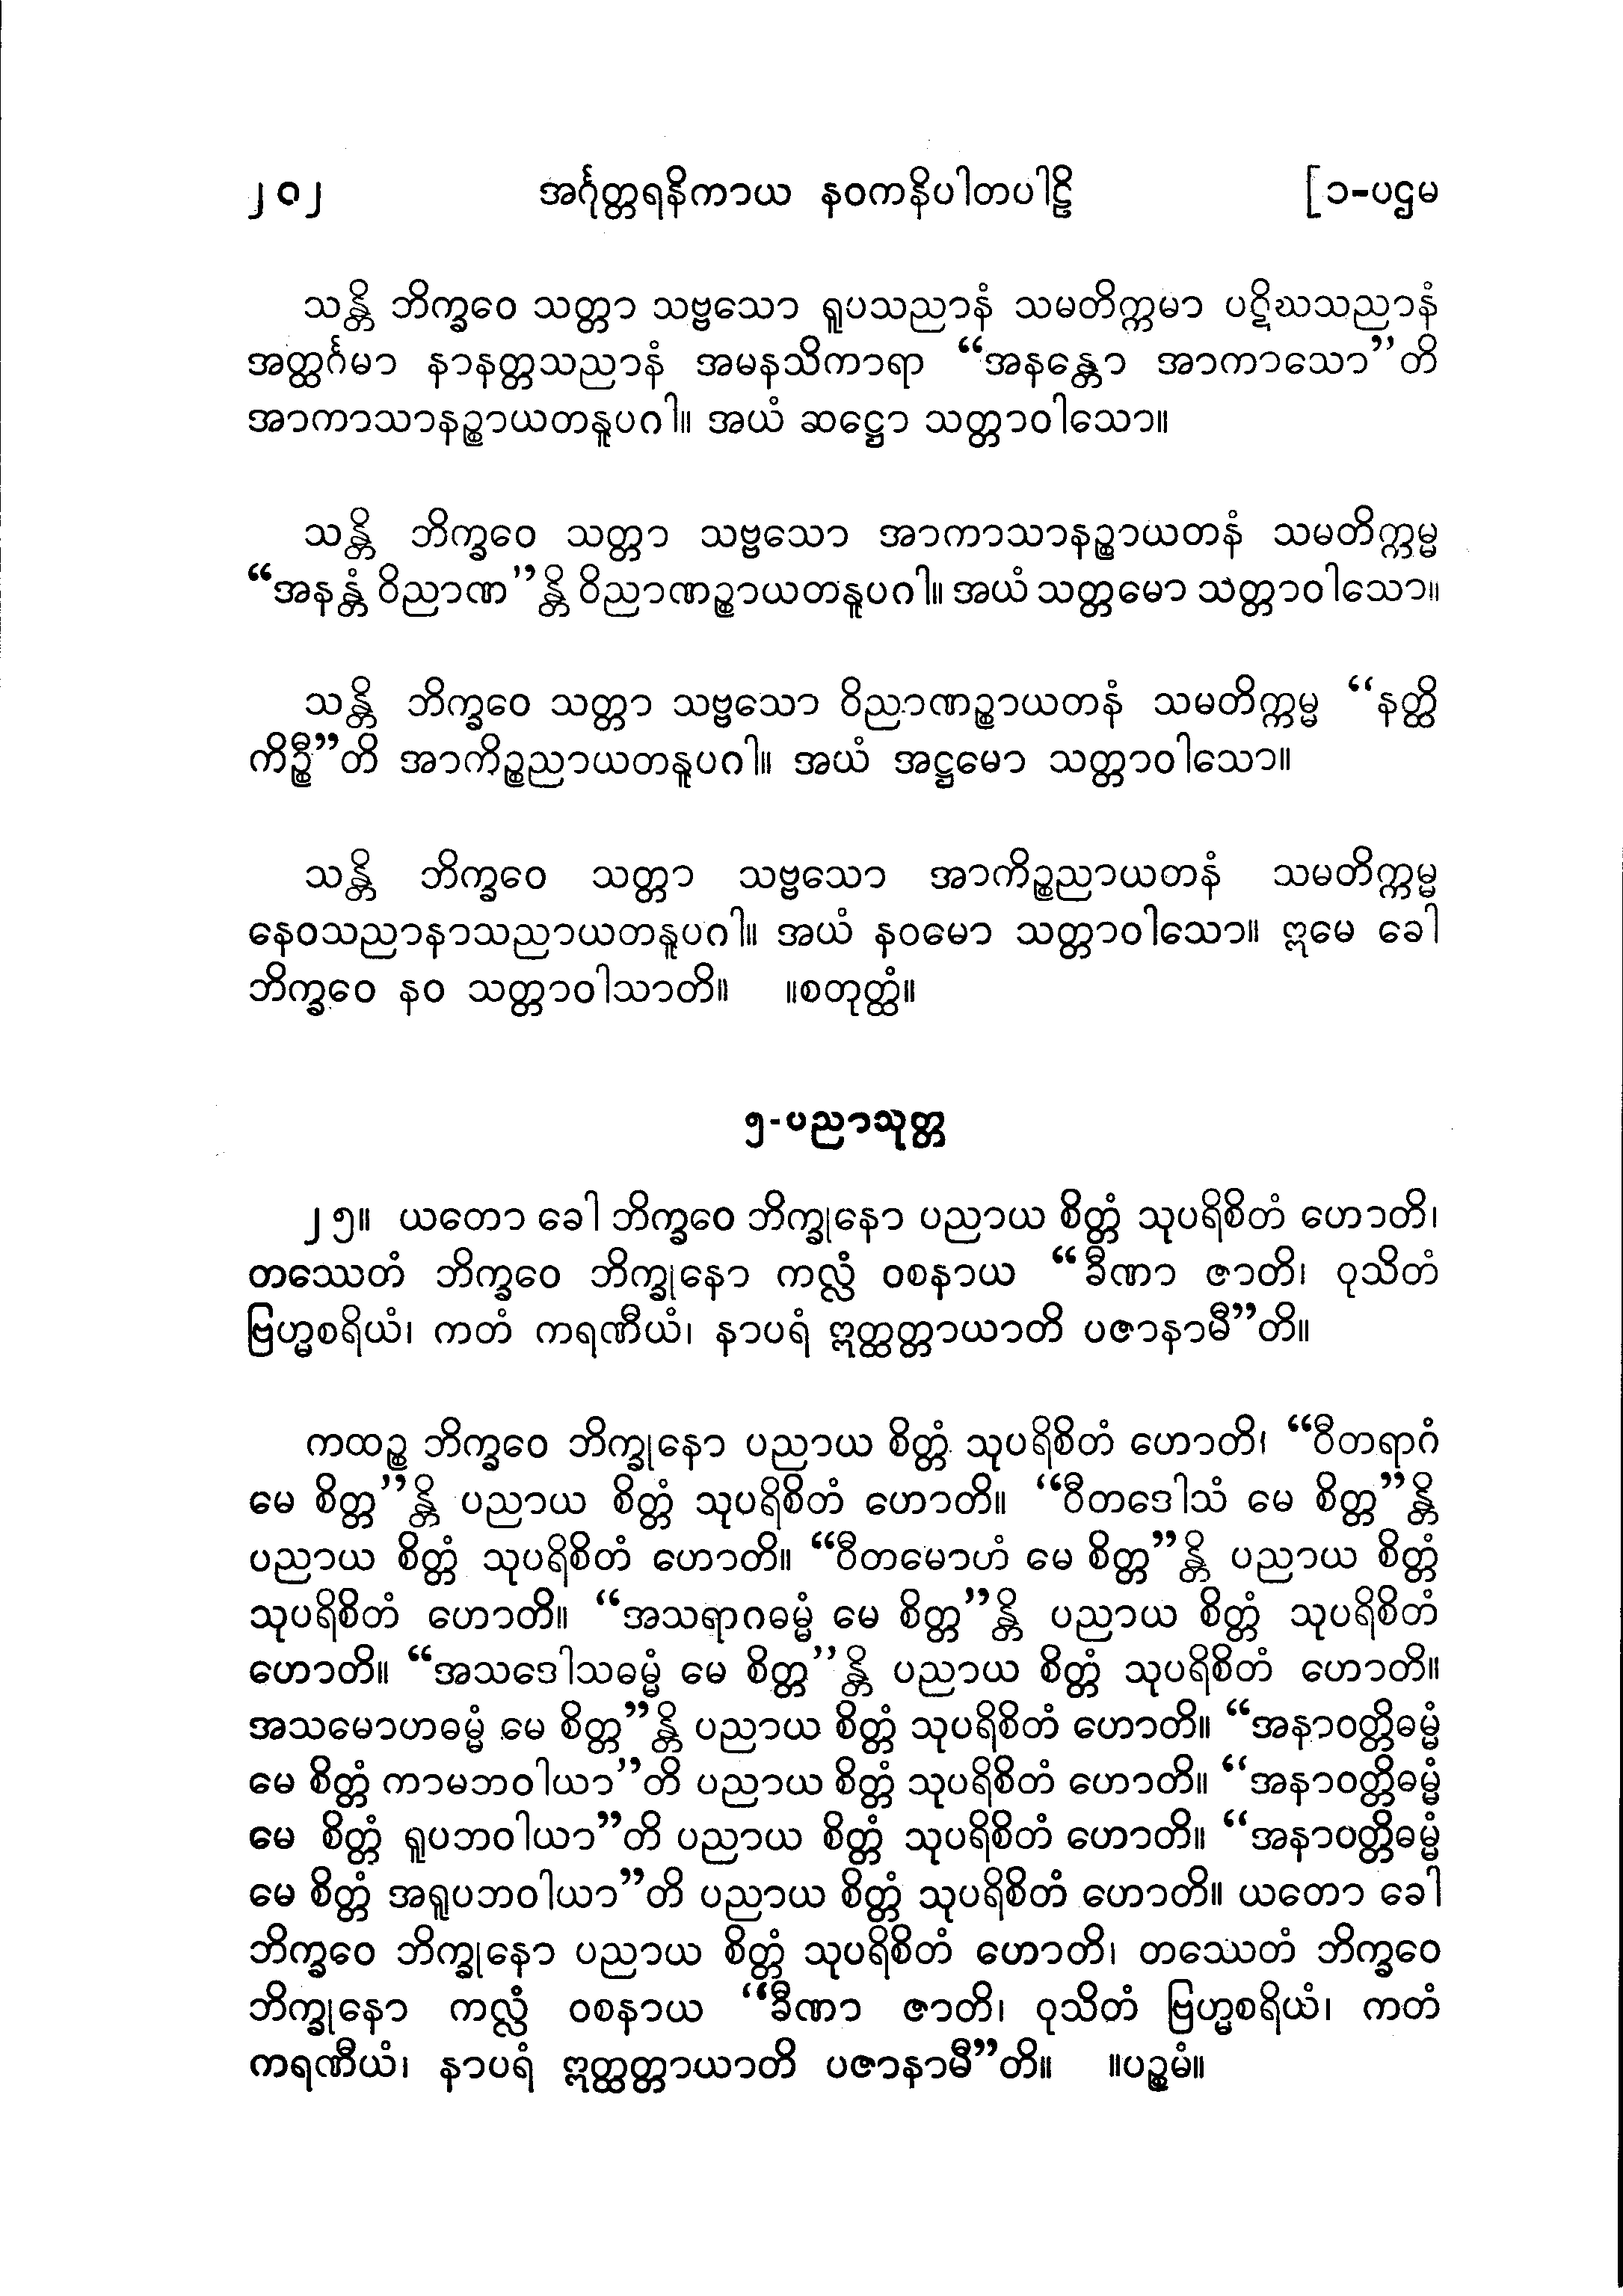 ၂၀၂ အင်္ဂုတ္တရနိကာယ နဝကနိပါတပါဠိ [၁-ပဌမ
သန္တိ ဘိက္ခဝေ သတ္တာ သဗ္ဗသော ရူပသညာနံ သမတိက္ကမာ ပဋိဃသညာနံ
အတ္ထင်္ဂမာ နာနတ္တသညာနံ အမနသိကာရာ “အနန္တော အာကာသော”တိ
အာကာသာနဉ္စာယတနူပဂါ။ အယံ ဆဋ္ဌော သတ္တာဝါသော။
သန္တိ ဘိက္ခဝေ သတ္တာ သဗ္ဗသော အာကာသာနဉ္စာယတနံ သမတိက္ကမ္မ
“အနန္တံ ဝိညာဏ”န္တိ ဝိညာဏဉ္စာယတနူပဂါ။ အယံ သတ္တမော သတ္တာဝါသော။
သန္တိ ဘိက္ခဝေ သတ္တာ သဗ္ဗသော ဝိညာဏဉ္စာယတနံ သမတိက္ကမ္မ “နတ္ထိ
ကိဉ္စီ”တိ အာကိဉ္စညာယတနူပဂါ။ အယံ အဋ္ဌမော သတ္တာဝါသော။
သန္တိ ဘိက္ခဝေ သတ္တာ သဗ္ဗသော အာကိဉ္စညာယတနံ သမတိက္ကမ္မ
နေဝသညာနာသညာယတနူပဂါ။ အယံ နဝမော သတ္တာဝါသော။ ဣမေ ခေါ
ဘိက္ခဝေ နဝ သတ္တာဝါသာတိ။ ။စတုတ္ထံ။
၅-ပညာသုတ္တ
၂၅။ ယတော ခေါ ဘိက္ခဝေ ဘိက္ခုနော ပညာယ စိတ္တံ သုပရိစိတံ ဟောတိ၊
တဿေတံ ဘိက္ခဝေ ဘိက္ခုနော ကလ္လံ ဝစနာယ “ခီဏာ ဇာတိ၊ ဝုသိတံ
ဗြဟ္မစရိယံ၊ ကတံ ကရဏီယံ၊ နာပရံ ဣတ္ထတ္တာယာတိ ပဇာနာမီ”တိ။
ကထဉ္စ ဘိက္ခဝေ ဘိက္ခုနော ပညာယ စိတ္တံ သုပရိစိတံ ဟောတိ၊ “ဝီတရာဂံ
မေ စိတ္တ”န္တိ ပညာယ စိတ္တံ သုပရိစိတံ ဟောတိ။ “ဝီတဒေါသံ မေ စိတ္တ”န္တိ
ပညာယ စိတ္တံ သုပရိစိတံ ဟောတိ။ “ဝီတမောဟံ မေ စိတ္တ”န္တိ ပညာယ စိတ္တံ
သုပရိစိတံ ဟောတိ။ “အသရာဂဓမ္မံ မေ စိတ္တ”န္တိ ပညာယ စိတ္တံ သုပရိစိတံ
ဟောတိ။ “အသဒေါသဓမ္မံ မေ စိတ္တ”န္တိ ပညာယ စိတ္တံ သုပရိစိတံ ဟောတိ။
အသမောဟဓမ္မံ မေ စိတ္တ”န္တိ ပညာယ စိတ္တံ သုပရိစိတံ ဟောတိ။ “အနာဝတ္တိဓမ္မံ
မေ စိတ္တံ ကာမဘဝါယာ”တိ ပညာယ စိတ္တံ သုပရိစိတံ ဟောတိ။ “အနာဝတ္တိဓမ္မံ
မေ စိတ္တံ ရူပဘဝါယာ”တိ ပညာယ စိတ္တံ သုပရိစိတံ ဟောတိ။ “အနာဝတ္တိဓမ္မံ
မေ စိတ္တံ အရူပဘဝါယာ”တိ ပညာယ စိတ္တံ သုပရိစိတံ ဟောတိ။ ယတော ခေါ
ဘိက္ခဝေ ဘိက္ခုနော ပညာယ စိတ္တံ သုပရိစိတံ ဟောတိ၊ တဿေတံ ဘိက္ခဝေ
ဘိက္ခုနော ကလ္လံ ဝစနာယ “ခီဏာ ဇာတိ၊ ဝုသိတံ ဗြဟ္မစရိယံ၊ ကတံ
ကရဏီယံ၊ နာပရံ ဣတ္ထတ္တာယာတိ ပဇာနာမီ”တိ။ ။ပဉ္စမံ။